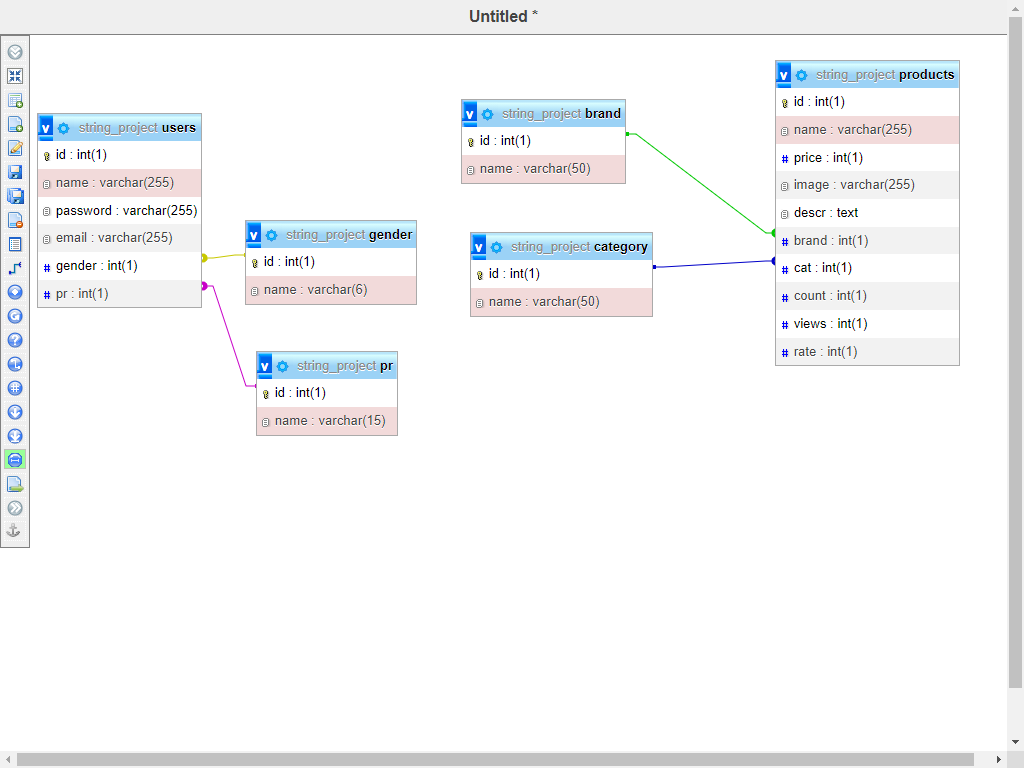 Untitled *
v string_project users
id : int(1)
name : varchar(255)
password : varchar(255)
email : varchar(255)
# gender : int(1)
# pr : int(1)
v string_project gender
id : int(1)
name : varchar(6)
v string_project pr
id : int(1)
name : varchar(15)
v string_project brand
id : int(1)
name : varchar(50)
v string_project category
id : int(1)
name : varchar(50)
v string_project products
id : int(1)
name : varchar(255)
# price : int(1)
image : varchar(255)
descr : text
# brand : int(1)
# cat : int(1)
# count : int(1)
# views : int(1)
# rate : int(1)